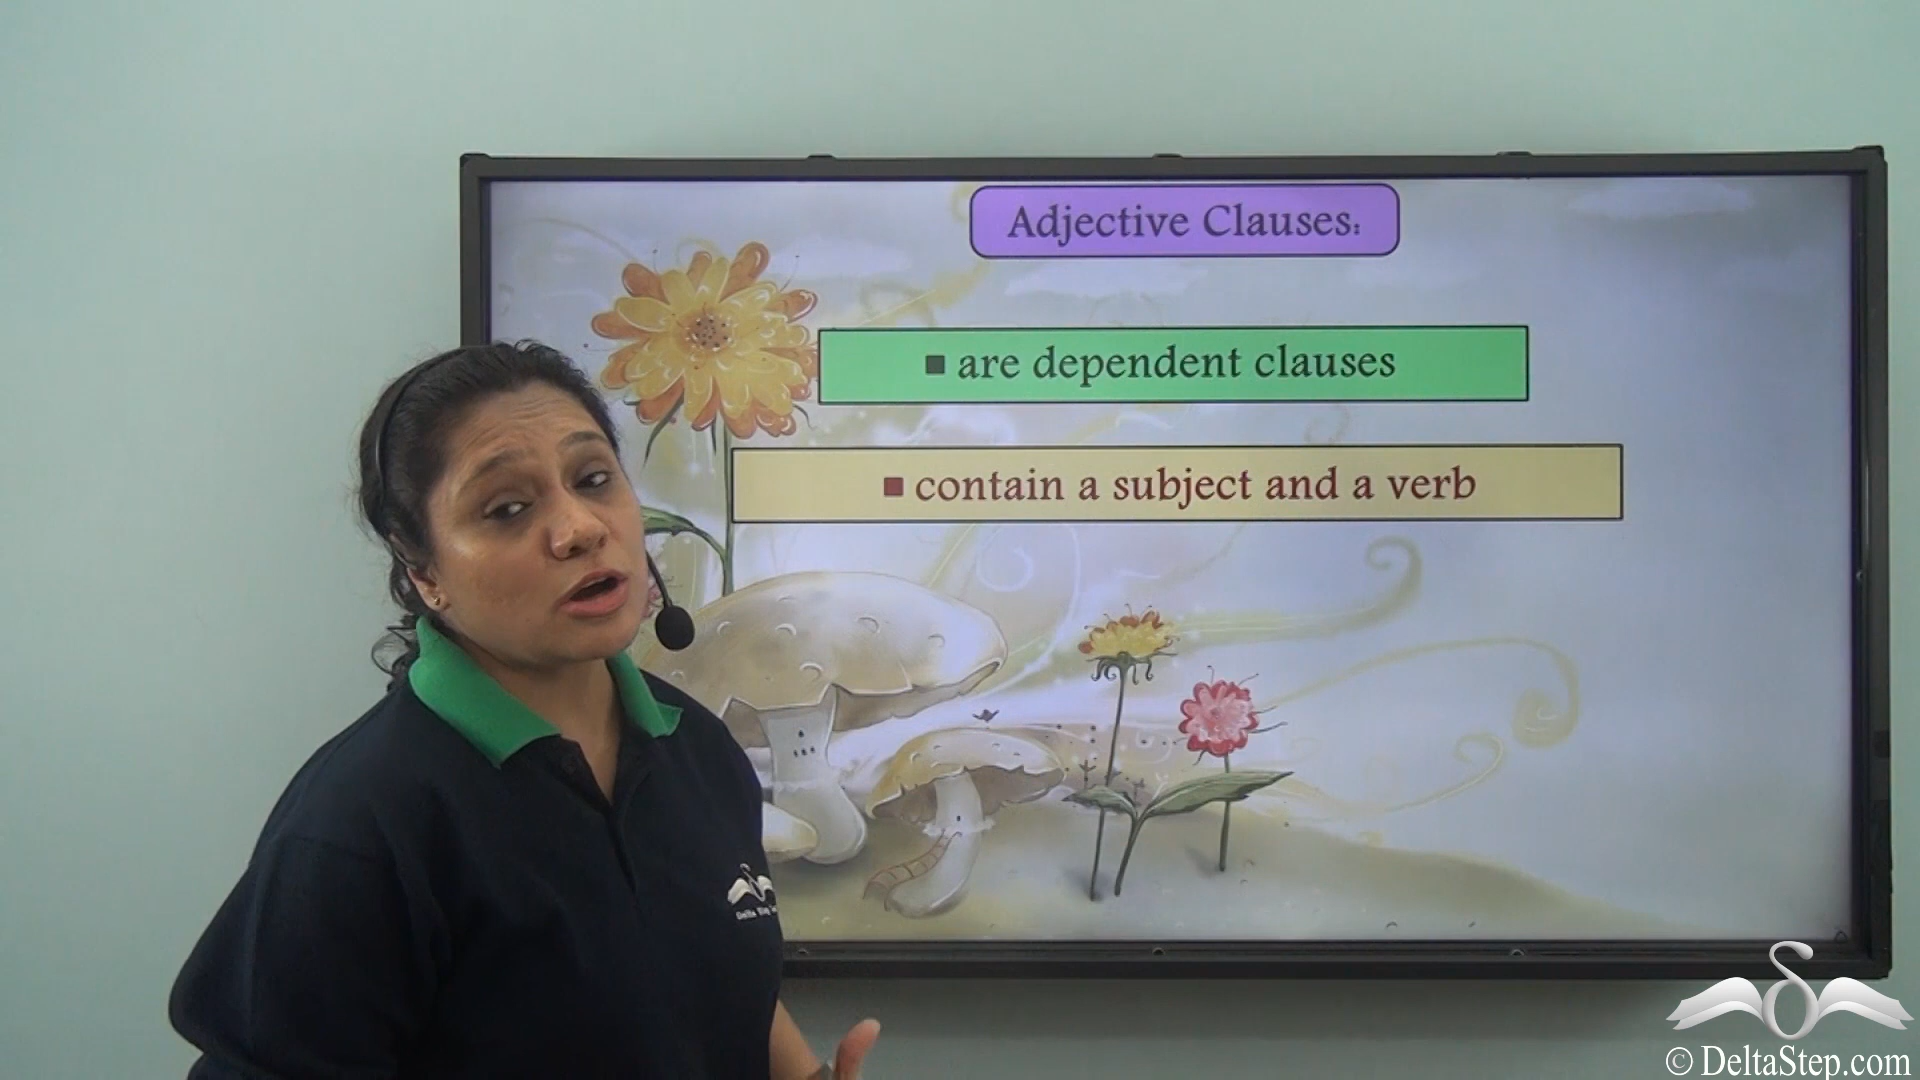 Adjective Clauses:
▪ are dependent clauses
▪ contain a subject and a verb
© DeltaStep.com